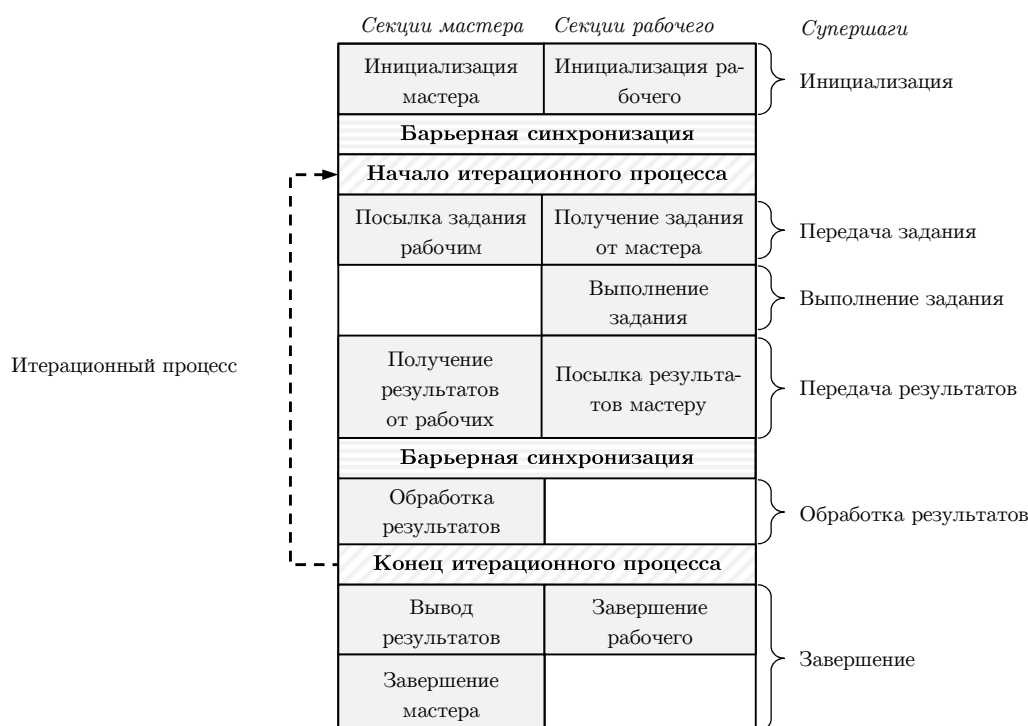 Секции мастера Секции рабочего Супершаги
Инициализация
мастера
Инициализация ра-
бочего
Инициализация
Барьерная синхронизация
Начало итерационного процесса
Посылка задания
рабочим
Получение задания
от мастера
Передача задания
Выполнение
задания
Выполнение задания
Итерационный процесс
Получение
результатов
от рабочих
Посылка результа-
тов мастеру
Передача результатов
Барьерная синхронизация
Обработка
результатов
Обработка результатов
Конец итерационного процесса
Вывод
результатов
Завершение
рабочего
Завершение
Завершение
мастера